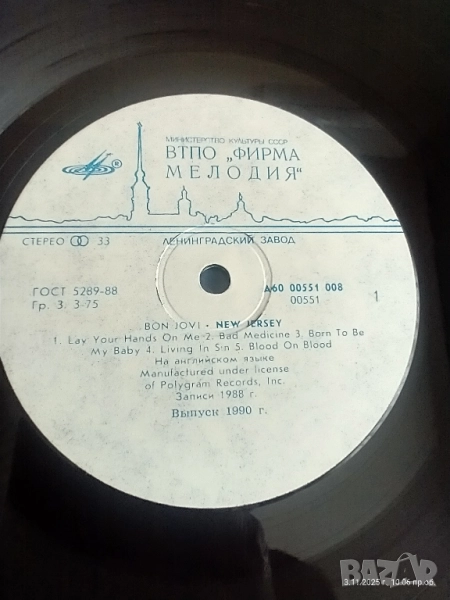 МИНИСТЕРСТВО КУЛЬТУРЫ СССР
ВТПО „ФИРМА
МЕЛОДИЯ“
®
СТЕРЕО 33
ЛЕНИНГРАДСКИЙ ЗАВОД
ГОСТ 5289-88
Гр. 3. 3-75
А60 00551 008
00551
1
BON JOVI • NEW JERSEY
1. Lay Your Hands On Me 2. Bad Medicine 3. Born To Be
My Baby 4. Living In Sin 5. Blood On Blood
На английском языке
Manufactured under license
of Polygram Records, Inc.
Записи 1988 г.
Выпуск 1990 г.
3.11.2025 г., 10:06 пр.об.
БАЗАР